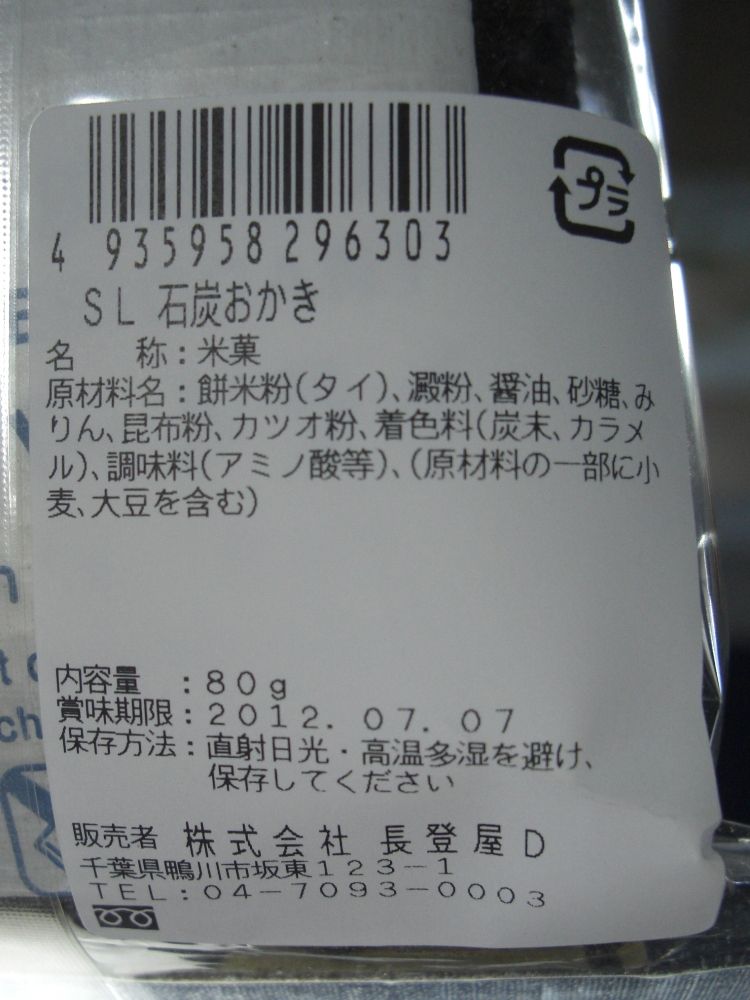 4 935958 296303
プラ
SL 石炭おかき
名　　称：米菓
原材料名：餅米粉(タイ)、澱粉、醤油、砂糖、み
りん、昆布粉、カツオ粉、着色料(炭末、カラメ
ル)、調味料(アミノ酸等)、(原材料の一部に小
麦、大豆を含む)
内容量　：80g
賞味期限：2012.07.07
保存方法：直射日光・高温多湿を避け、
保存してください
販売者　株式会社 長登屋D
千葉県鴨川市坂東123-1
TEL:04-7093-0003